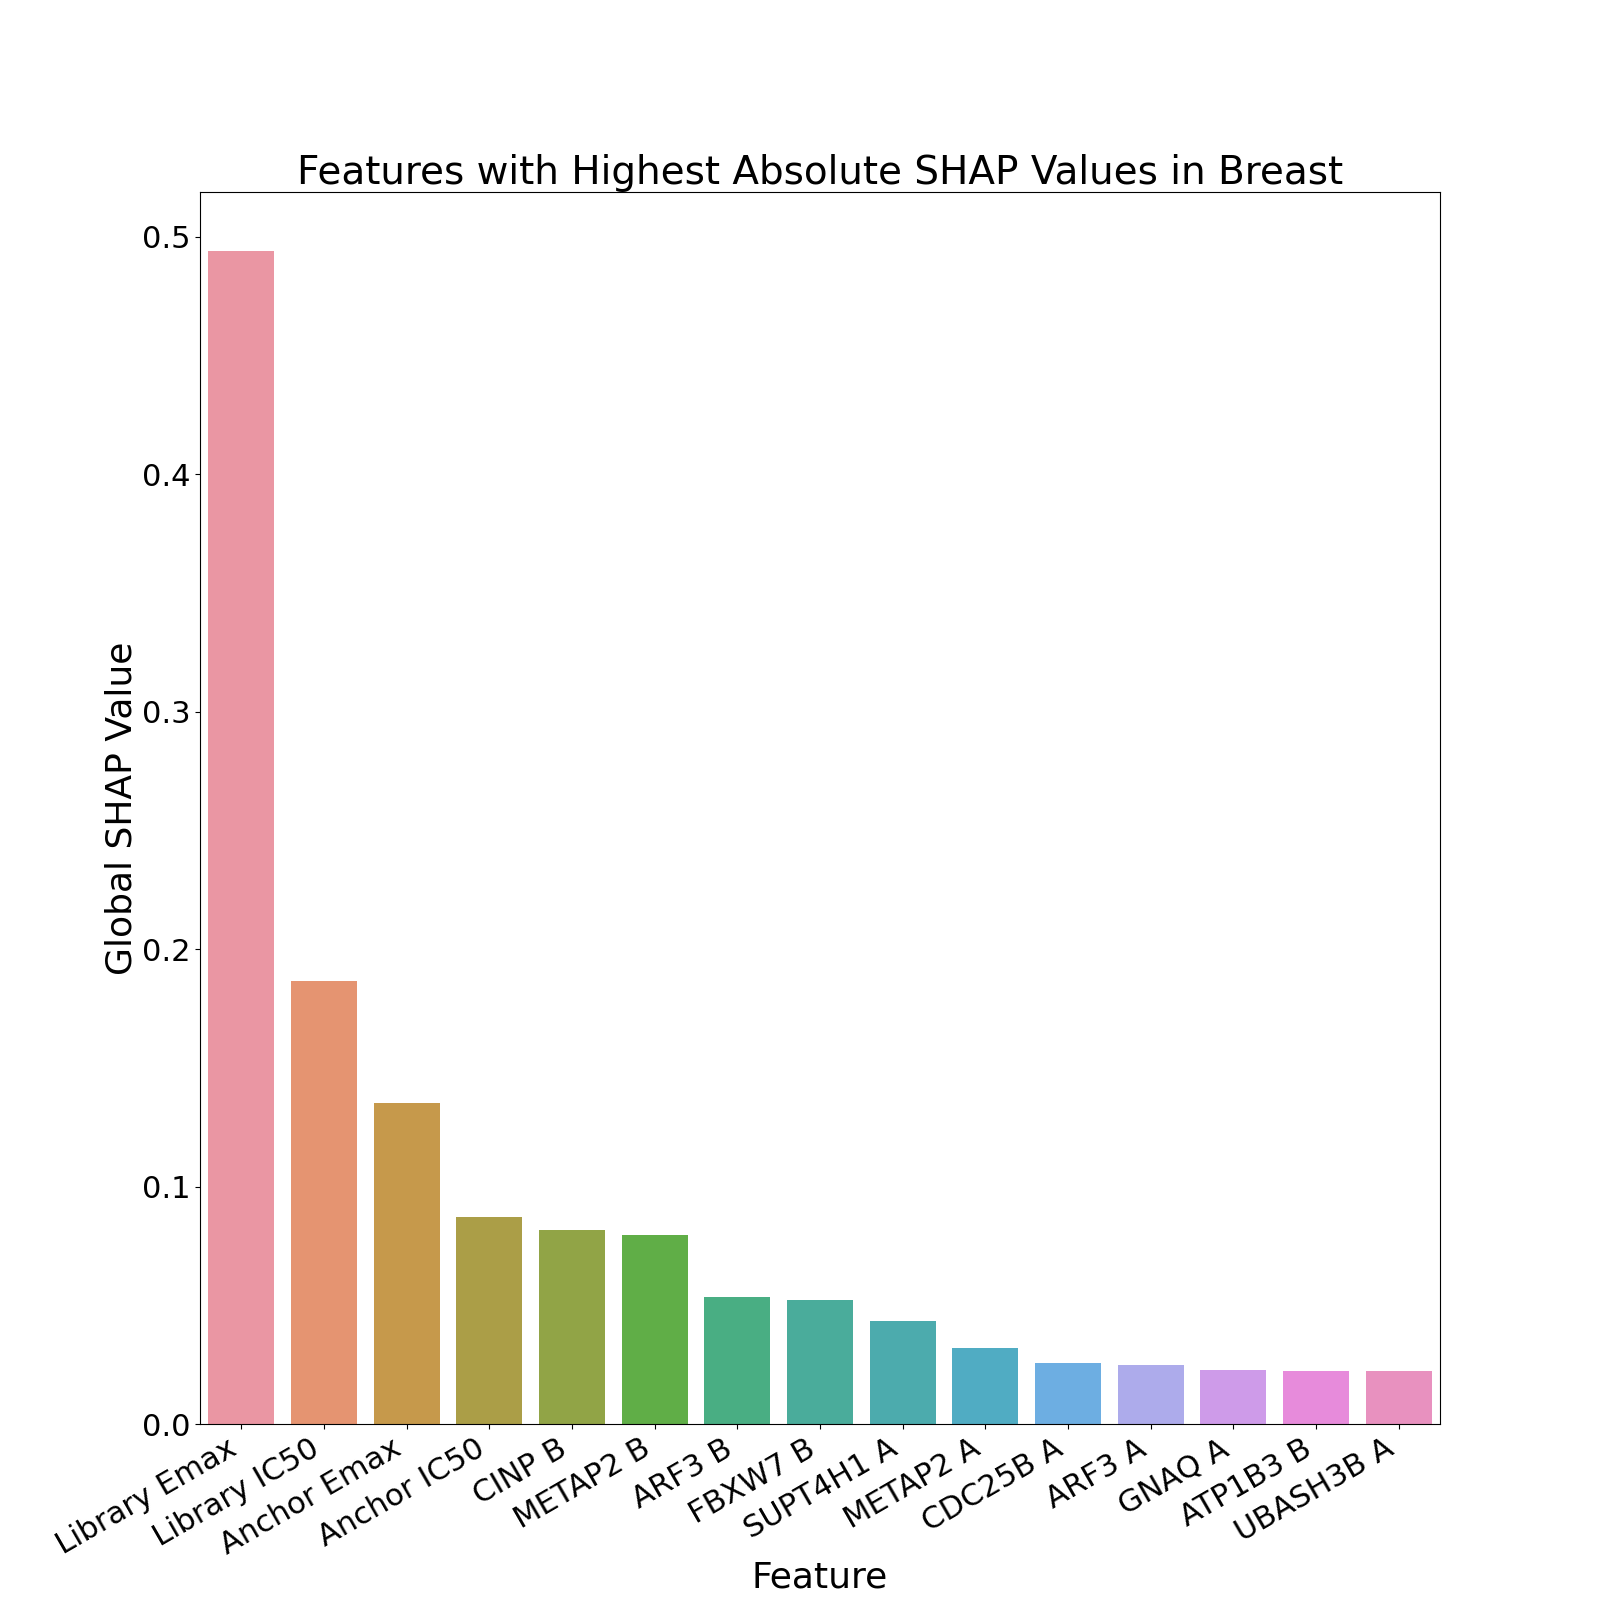 Features with Highest Absolute SHAP Values in Breast
0.5
0.4
0.3
0.2
0.1
0.0
Global SHAP Value
Library Emax
Library IC50
Anchor Emax
Anchor IC50
CINP B
METAP2 B
ARF3 B
FBXW7 B
SUPT4H1 A
METAP2 A
CDC25B A
ARF3 A
GNAQ A
ATP1B3 B
UBASH3B A
Feature